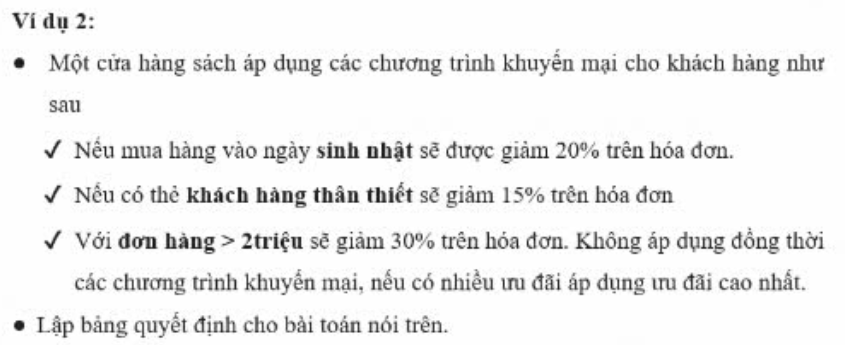 Ví dụ 2:
● Một cửa hàng sách áp dụng các chương trình khuyến mại cho khách hàng như
sau
✓ Nếu mua hàng vào ngày sinh nhật sẽ được giảm 20% trên hóa đơn.
✓ Nếu có thẻ khách hàng thân thiết sẽ giảm 15% trên hóa đơn
✓ Với đơn hàng > 2triệu sẽ giảm 30% trên hóa đơn. Không áp dụng đồng thời
các chương trình khuyến mại, nếu có nhiều ưu đãi áp dụng ưu đãi cao nhất.
● Lập bảng quyết định cho bài toán nói trên.